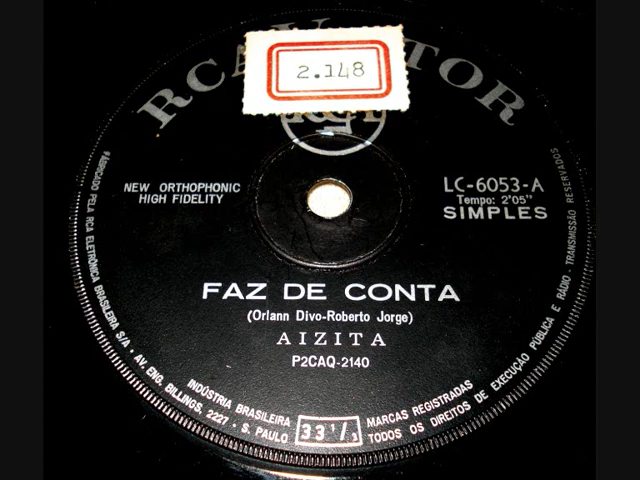 RCA VICTOR
2.148
NEW ORTHOPHONIC
HIGH FIDELITY
LC-6053-A
Tempo: 2'05"
SIMPLES
FAZ DE CONTA
(Orlann Divo-Roberto Jorge)
AIZITA
P2CAQ-2140
FABRICADO PELA RCA ELETRÔNICA BRASILEIRA S/A · AV. ENG. BILLINGS, 2227 · S. PAULO
INDÚSTRIA BRASILEIRA
33 1/3
MARCAS REGISTRADAS
TODOS OS DIREITOS DE EXECUÇÃO PÚBLICA E RÁDIO - TRANSMISSÃO RESERVADOS